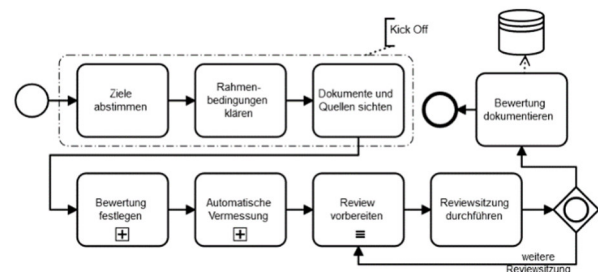 Kick Off
Ziele
abstimmen
Rahmen-
bedingungen
klären
Dokumente und
Quellen sichten
Bewertung
dokumentieren
Bewertung
festlegen
Automatische
Vermessung
Review
vorbereiten
Reviewsitzung
durchführen
weitere
Reviewsitzung